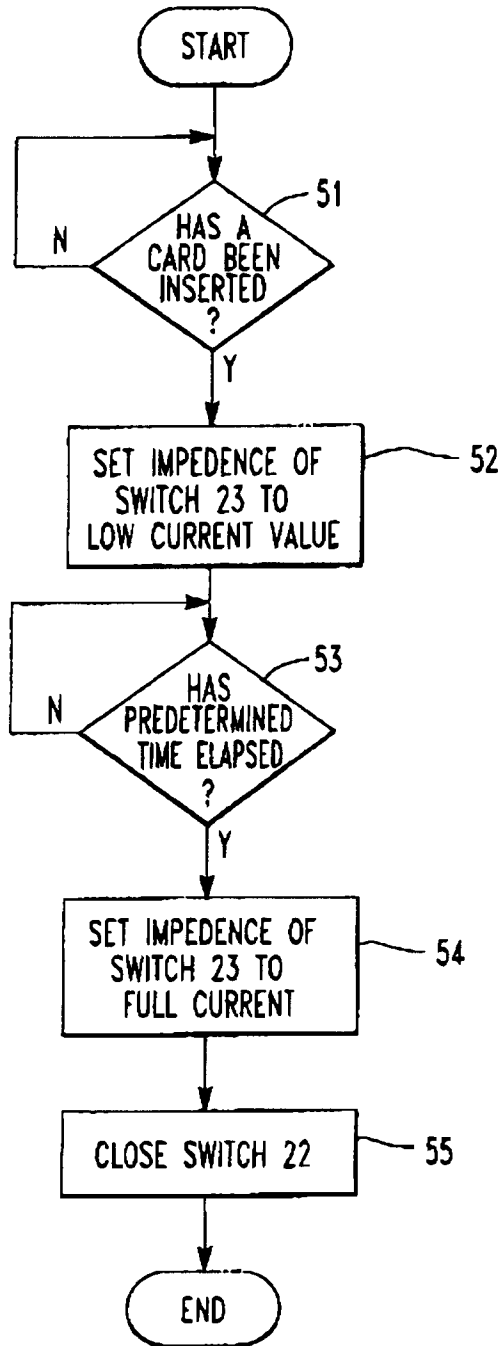 START
51
HAS A
CARD BEEN
INSERTED
?
N
Y
52
SET IMPEDENCE OF
SWITCH 23 TO
LOW CURRENT VALUE
53
HAS
PREDETERMINED
TIME ELAPSED
?
N
Y
SET IMPEDENCE OF
SWITCH 23 TO
FULL CURRENT
54
CLOSE SWITCH 22
55
END